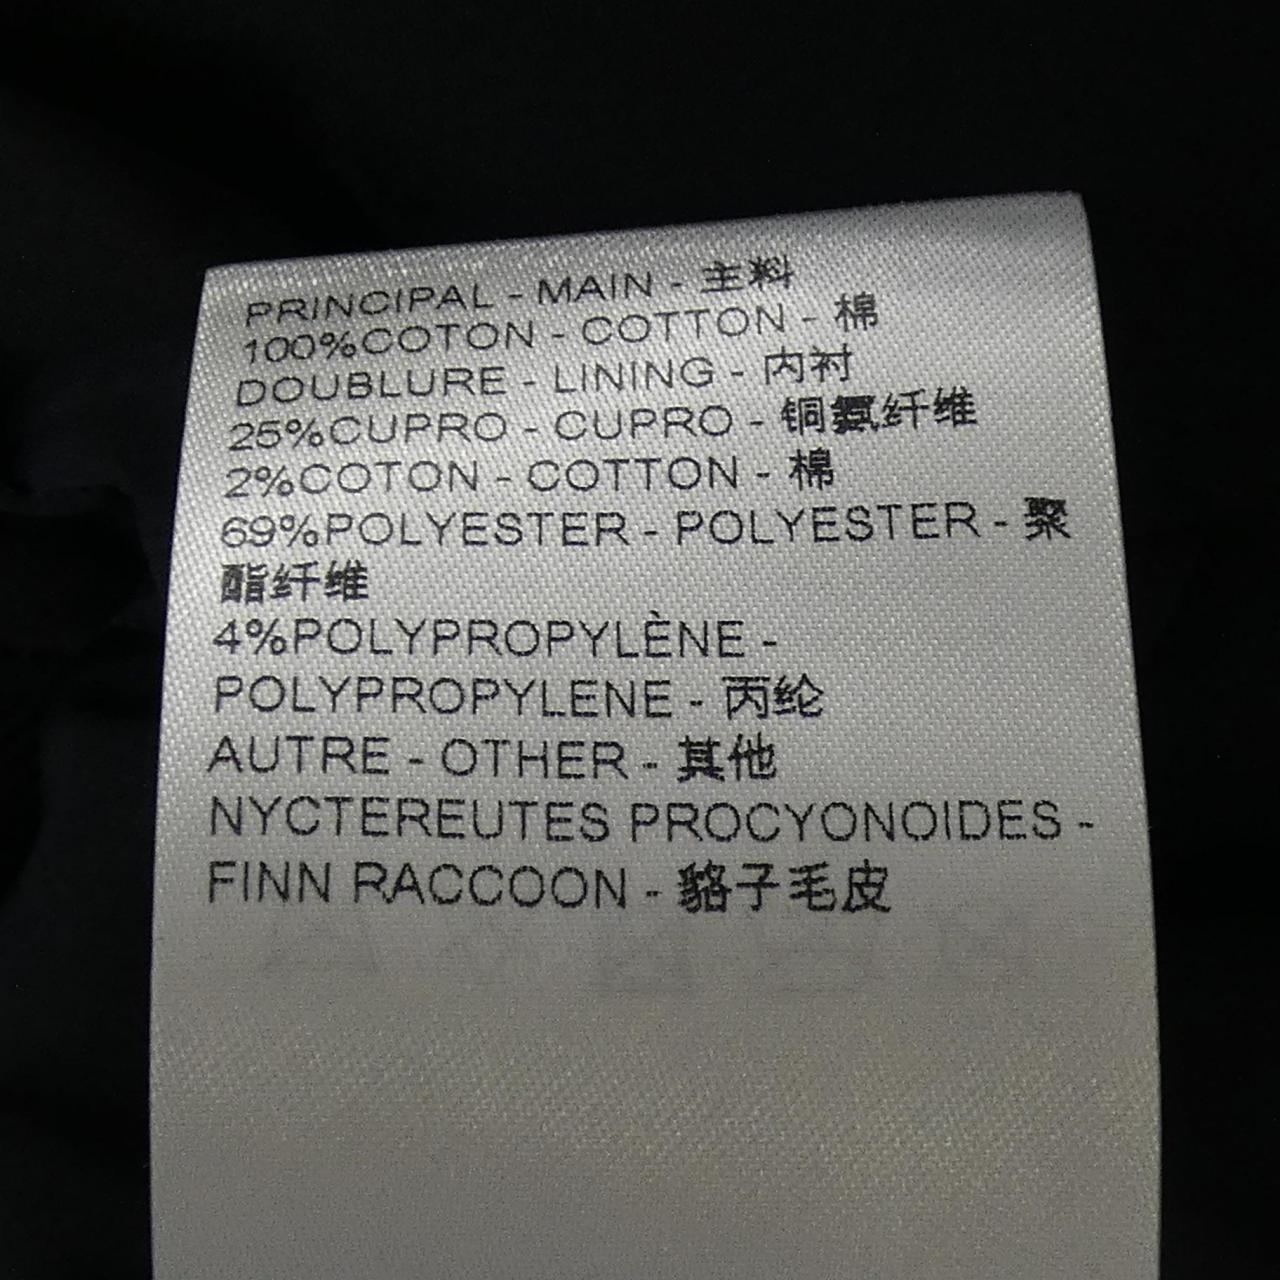 PRINCIPAL - MAIN - 主料
100%COTON - COTTON - 棉
DOUBLURE - LINING - 内衬
25%CUPRO - CUPRO - 铜氨纤维
2%COTON - COTTON - 棉
69%POLYESTER - POLYESTER - 聚
酯纤维
4%POLYPROPYLÈNE -
POLYPROPYLENE - 丙纶
AUTRE - OTHER - 其他
NYCTEREUTES PROCYONOIDES -
FINN RACCOON - 貉子毛皮